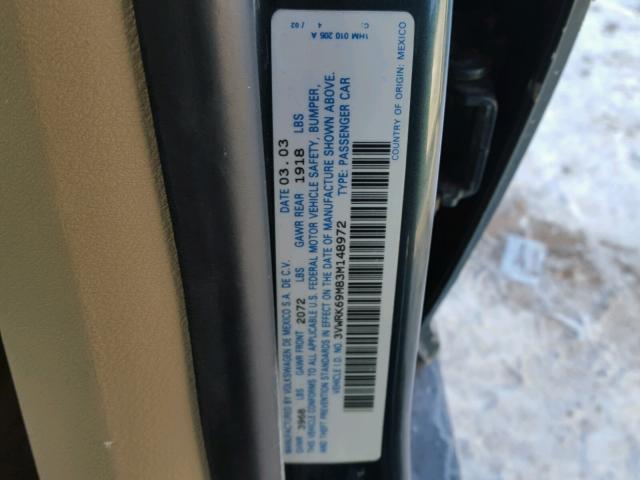 1HM 010 205 A 4 / 02
MANUFACTURED BY VOLKSWAGEN DE MEXICO S.A. DE C.V. DATE 03.03
GVWR 3968 LBS GAWR FRONT 2072 LBS GAWR REAR 1918 LBS
THIS VEHICLE CONFORMS TO ALL APPLICABLE U.S. FEDERAL MOTOR VEHICLE SAFETY, BUMPER,
AND THEFT PREVENTION STANDARDS IN EFFECT ON THE DATE OF MANUFACTURE SHOWN ABOVE.
VEHICLE I.D. NO. 3VWRK69M83M148972 TYPE: PASSENGER CAR
COUNTRY OF ORIGIN: MEXICO